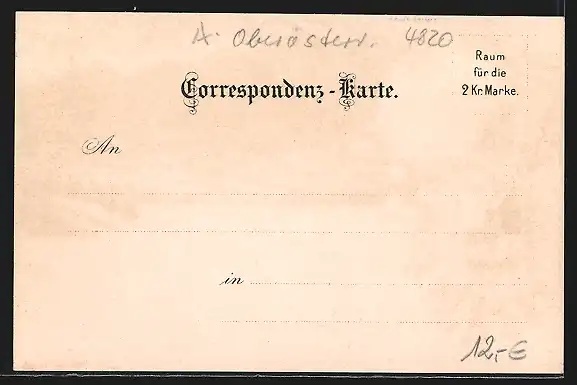 A. Oberösterr. 4820
Raum
für die
2 Kr. Marke.
Correspondenz-Karte.
An
in
12,- €